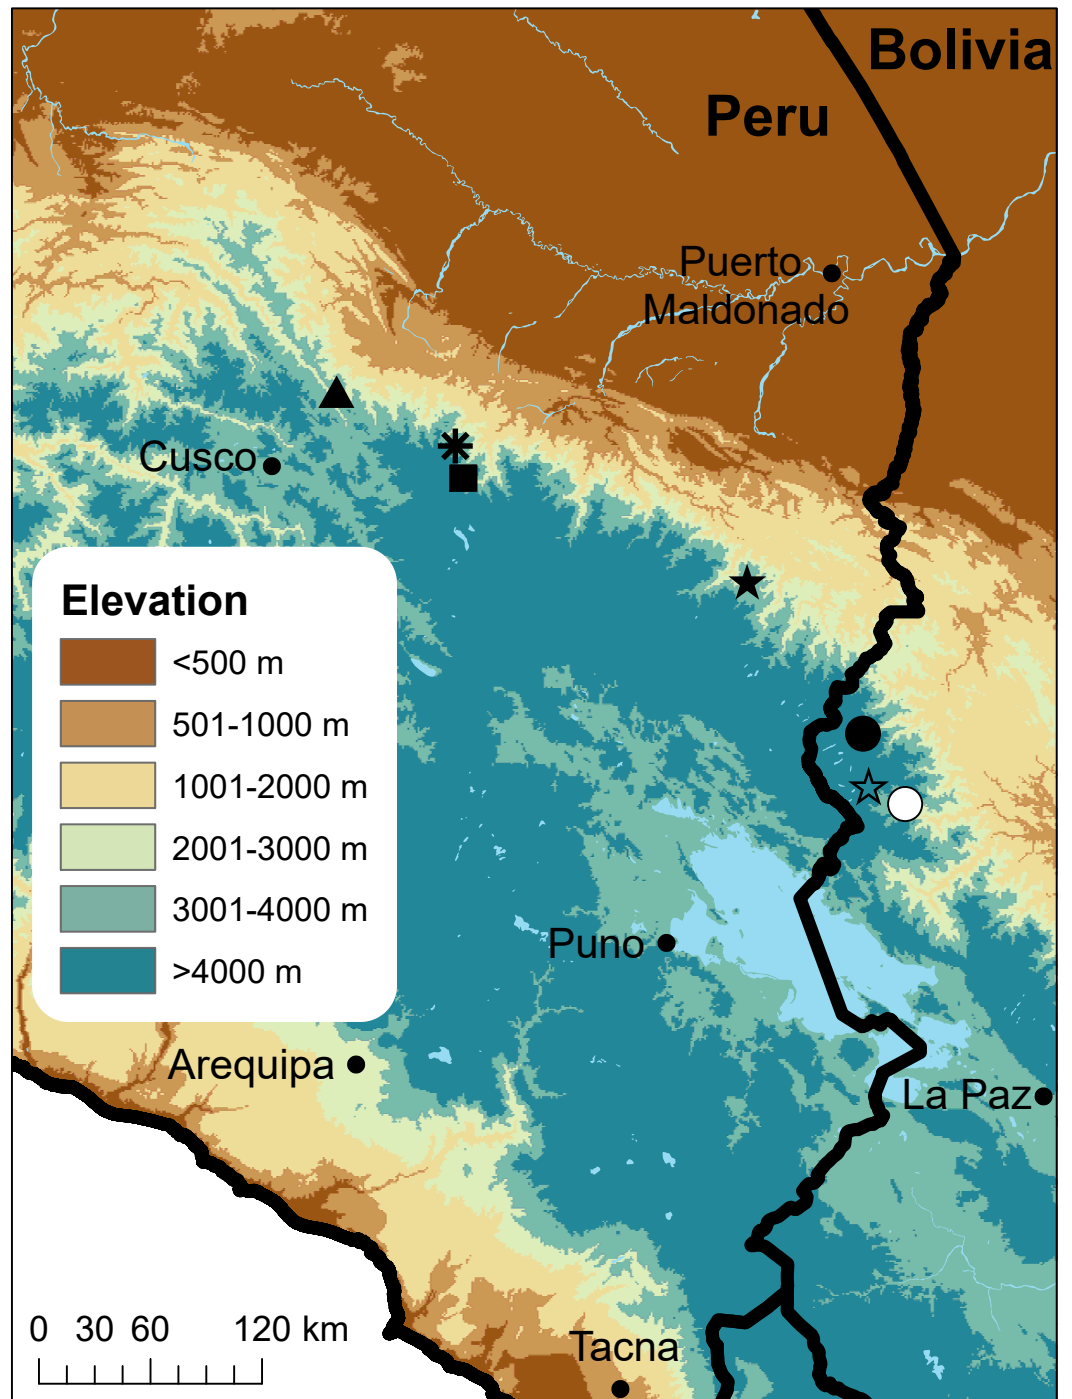 Bolivia
Peru
Puerto
Maldonado
Cusco
Elevation
<500 m
501-1000 m
1001-2000 m
2001-3000 m
3001-4000 m
>4000 m
Puno
Arequipa
La Paz
0 30 60 120 km
Tacna